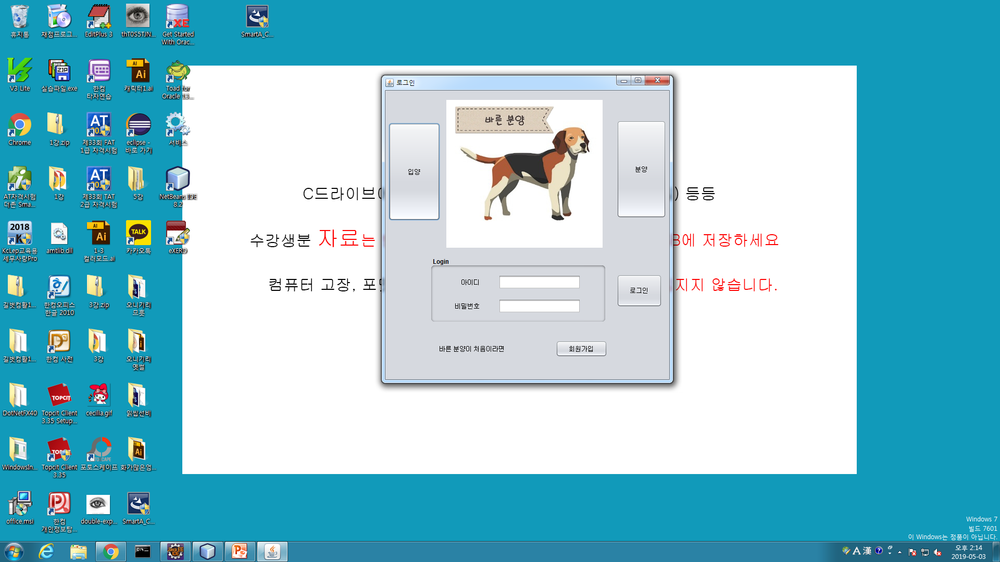 휴지통
채점프로그...
EditPlus 3
thT0S5TJN...
Get Started
With Orac...
SmartA_C...
V3 Lite
실습파일.exe
한컴
타자연습
캐릭터1.ai
Toad for
Oracle 13....
Chrome
1강.zip
제33회 FAT
1급 자격시험
eclipse -
바로 가기
서비스
AT자격시험
더존 Sma...
1강
제33회 TAT
2급 자격시험
5강
NetBeans IDE
8.2
KcLep교육용
세무사랑Pro
amtlib.dll
1-3
컬러모드.ai
카카오톡
eXERD
길벗컴활1...
한컴오피스
한글 2010
3강.zip
오니기리
므흣
길벗컴활1...
한컴 사전
3강
오니기리
옛썰
DotNetFX40
Topcit Client
3.35 Setup...
cecilia.gif
읽씹선비
WindowsIn...
Topcit Client
3.35
포토스케이프
화가많은엄...
office.msi
한컴
개인정보탐...
double-exp...
SmartA_C...
C드라이브
) 등등
수강생분 자료는
B에 저장하세요
컴퓨터 고장, 포
지지 않습니다.
로그인
바른 분양
입양
분양
Login
아이디
비밀번호
로그인
바른 분양이 처음이라면
회원가입
Windows 7
빌드 7601
이 Windows는 정품이 아닙니다.
A 漢
오후 2:14
2019-05-03